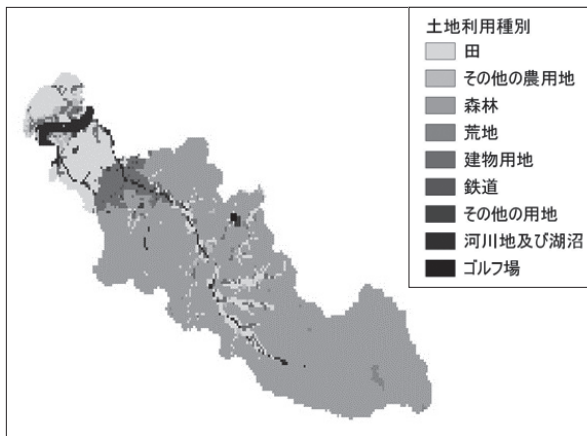 土地利用種別
田
その他の農用地
森林
荒地
建物用地
鉄道
その他の用地
河川地及び湖沼
ゴルフ場